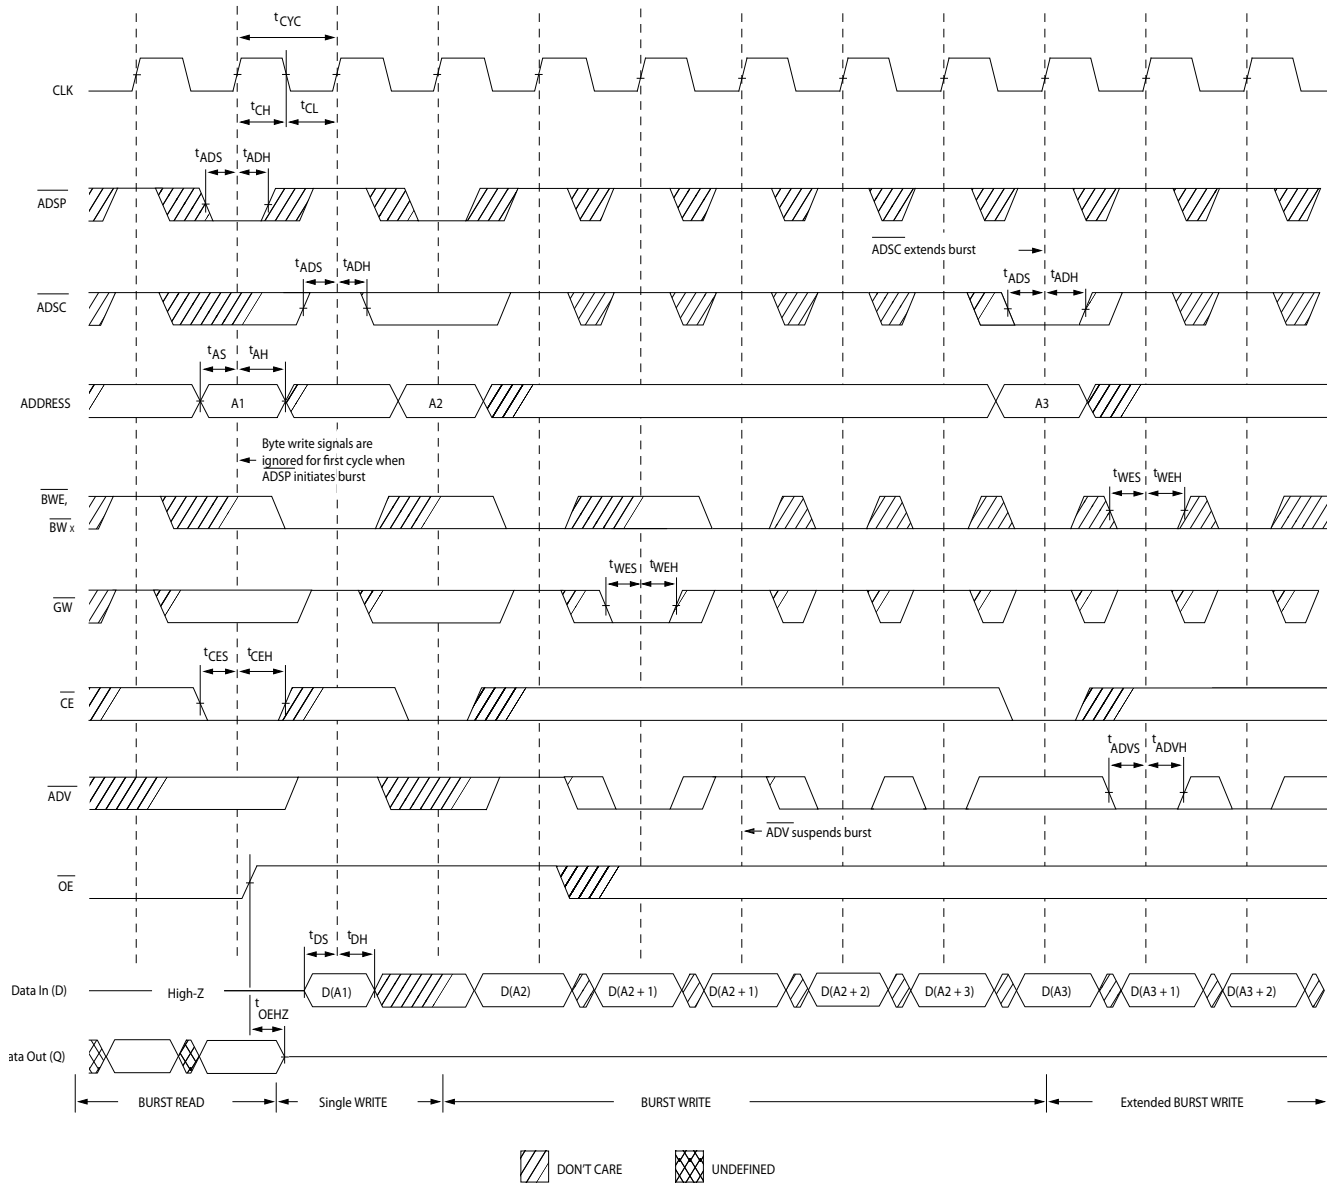 tCYC
CLK
tCH
tCL
tADS
tADH
ADSP
ADSC extends burst
tADS
tADH
tADS
tADH
ADSC
tAS
tAH
ADDRESS
A1
A2
A3
Byte write signals are
ignored for first cycle when
ADSP initiates burst
BWE,
BW x
tWES
tWEH
tWES
tWEH
GW
tCES
tCEH
CE
tADVS
tADVH
ADV
ADV suspends burst
OE
tDS
tDH
Data In (D)
High-Z
D(A1)
D(A2)
D(A2 + 1)
D(A2 + 1)
D(A2 + 2)
D(A2 + 3)
D(A3)
D(A3 + 1)
D(A3 + 2)
tOEHZ
ata Out (Q)
BURST READ
Single WRITE
BURST WRITE
Extended BURST WRITE
DON'T CARE
UNDEFINED